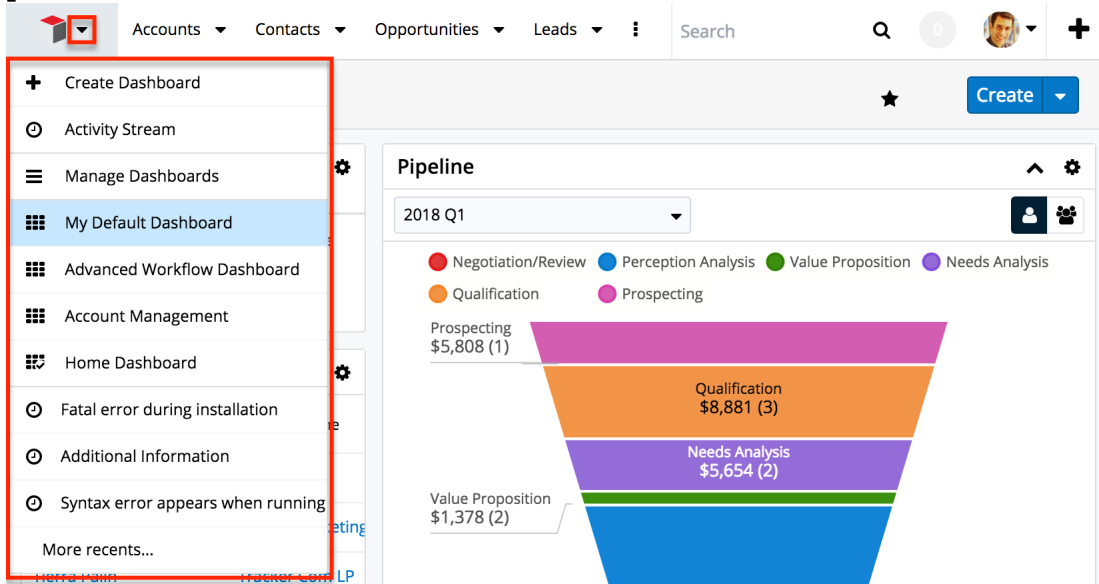 Accounts
Contacts
Opportunities
Leads
Search
0
Create Dashboard
Activity Stream
Manage Dashboards
My Default Dashboard
Advanced Workflow Dashboard
Account Management
Home Dashboard
Fatal error during installation
Additional Information
Syntax error appears when running
More recents...
Create
Pipeline
2018 Q1
Negotiation/Review
Perception Analysis
Value Proposition
Needs Analysis
Qualification
Prospecting
Prospecting
$5,808 (1)
Qualification
$8,881 (3)
Needs Analysis
$5,654 (2)
Value Proposition
$1,378 (2)
LP